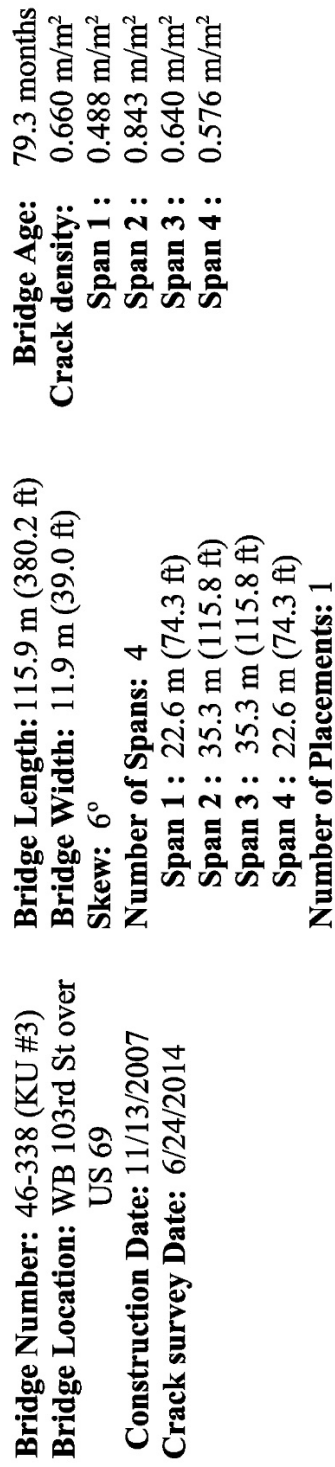 Bridge Number: 46-338 (KU #3)
Bridge Location: WB 103rd St over
US 69
Construction Date: 11/13/2007
Crack survey Date: 6/24/2014
Bridge Length: 115.9 m (380.2 ft)
Bridge Width: 11.9 m (39.0 ft)
Skew: 6°
Number of Spans: 4
Span 1 : 22.6 m (74.3 ft)
Span 2 : 35.3 m (115.8 ft)
Span 3 : 35.3 m (115.8 ft)
Span 4 : 22.6 m (74.3 ft)
Number of Placements: 1
Bridge Age: 79.3 months
Crack density: 0.660 m/m²
Span 1 : 0.488 m/m²
Span 2 : 0.843 m/m²
Span 3 : 0.640 m/m²
Span 4 : 0.576 m/m²